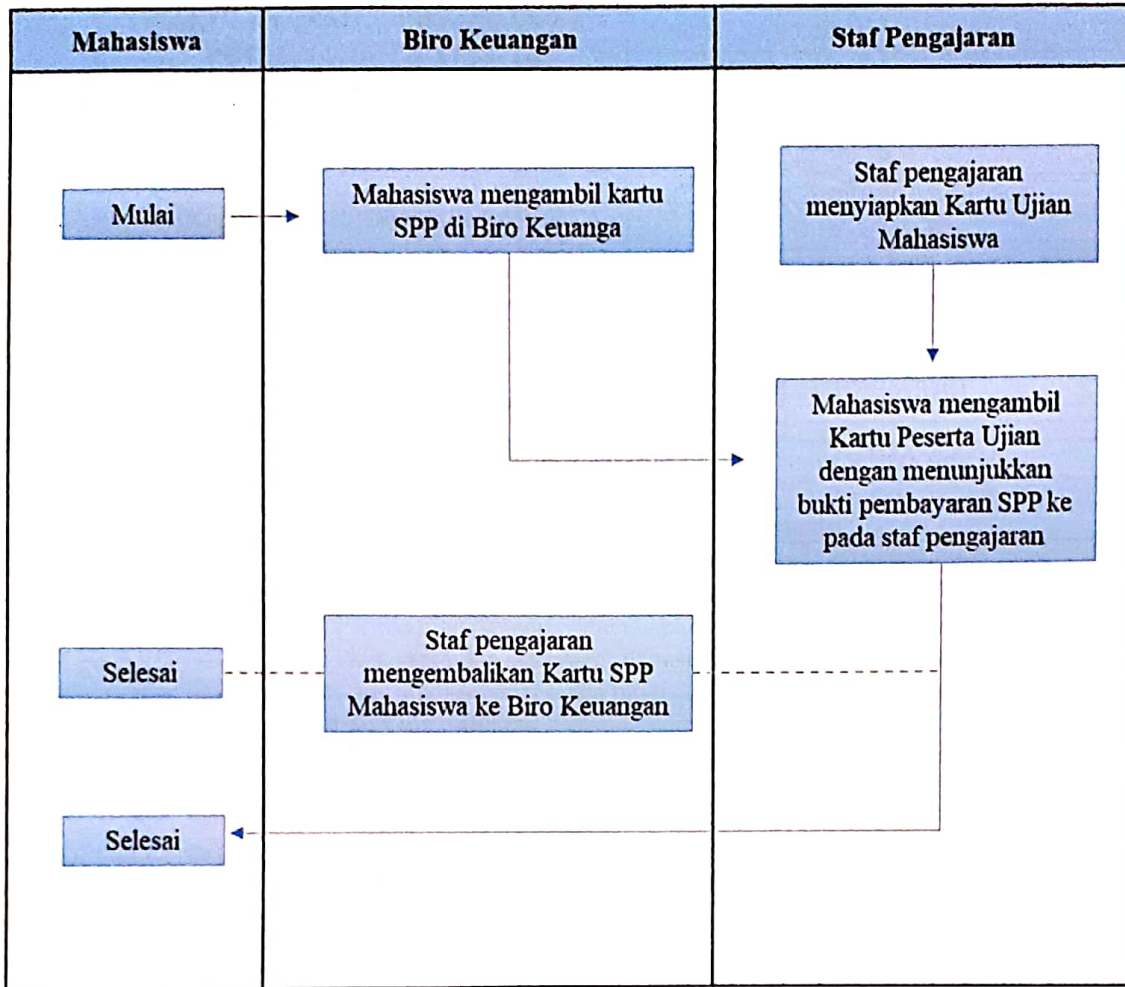 Mahasiswa
Biro Keuangan
Staf Pengajaran
Mulai
Mahasiswa mengambil kartu
SPP di Biro Keuanga
Staf pengajaran
menyiapkan Kartu Ujian
Mahasiswa
Mahasiswa mengambil
Kartu Peserta Ujian
dengan menunjukkan
bukti pembayaran SPP ke
pada staf pengajaran
Staf pengajaran
mengembalikan Kartu SPP
Mahasiswa ke Biro Keuangan
Selesai
Selesai